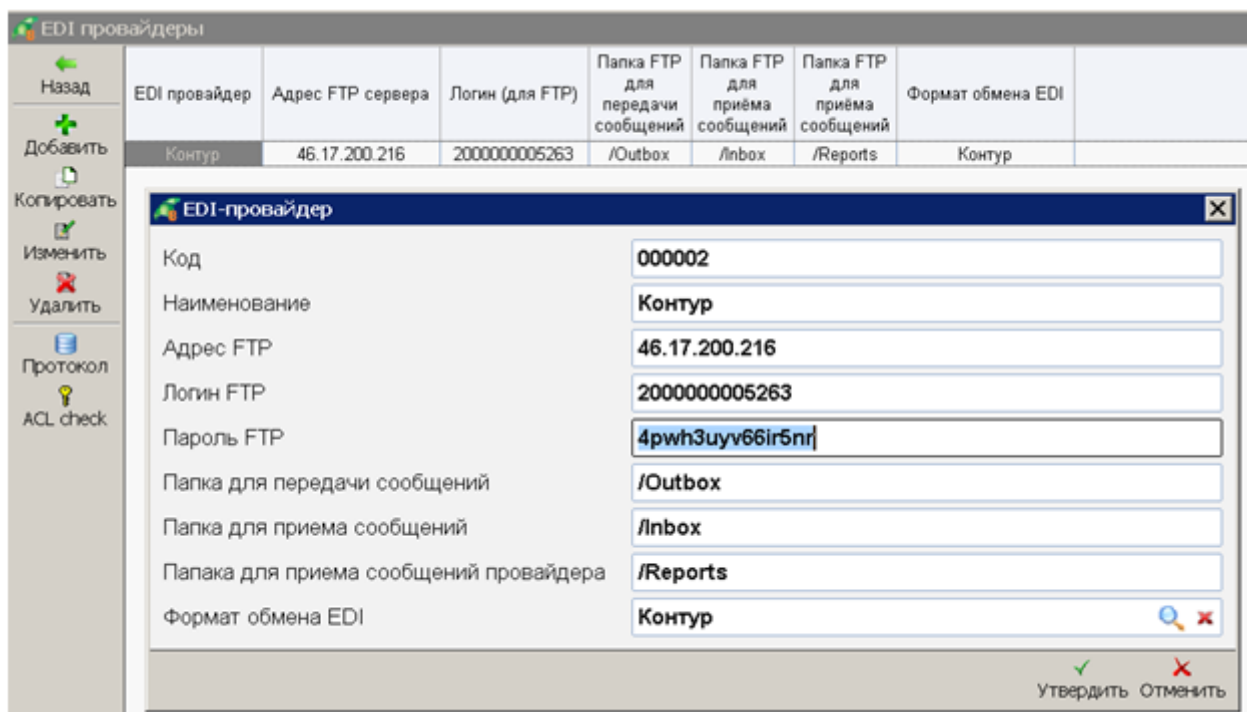 EDI провайдеры
Назад
Добавить
Копировать
Изменить
Удалить
Протокол
ACL check
EDI провайдер
Адрес FTP сервера
Логин (для FTP)
Папка FTP
для
передачи
сообщений
Папка FTP
для
приёма
сообщений
Папка FTP
для
приёма
сообщений
Формат обмена EDI
Контур
46.17.200.216
2000000005263
/Outbox
/Inbox
/Reports
Контур
EDI-провайдер
Код
000002
Наименование
Контур
Адрес FTP
46.17.200.216
Логин FTP
2000000005263
Пароль FTP
4pwh3uyv66ir5nr
Папка для передачи сообщений
/Outbox
Папка для приема сообщений
/Inbox
Папака для приема сообщений провайдера
/Reports
Формат обмена EDI
Контур
Утвердить
Отменить